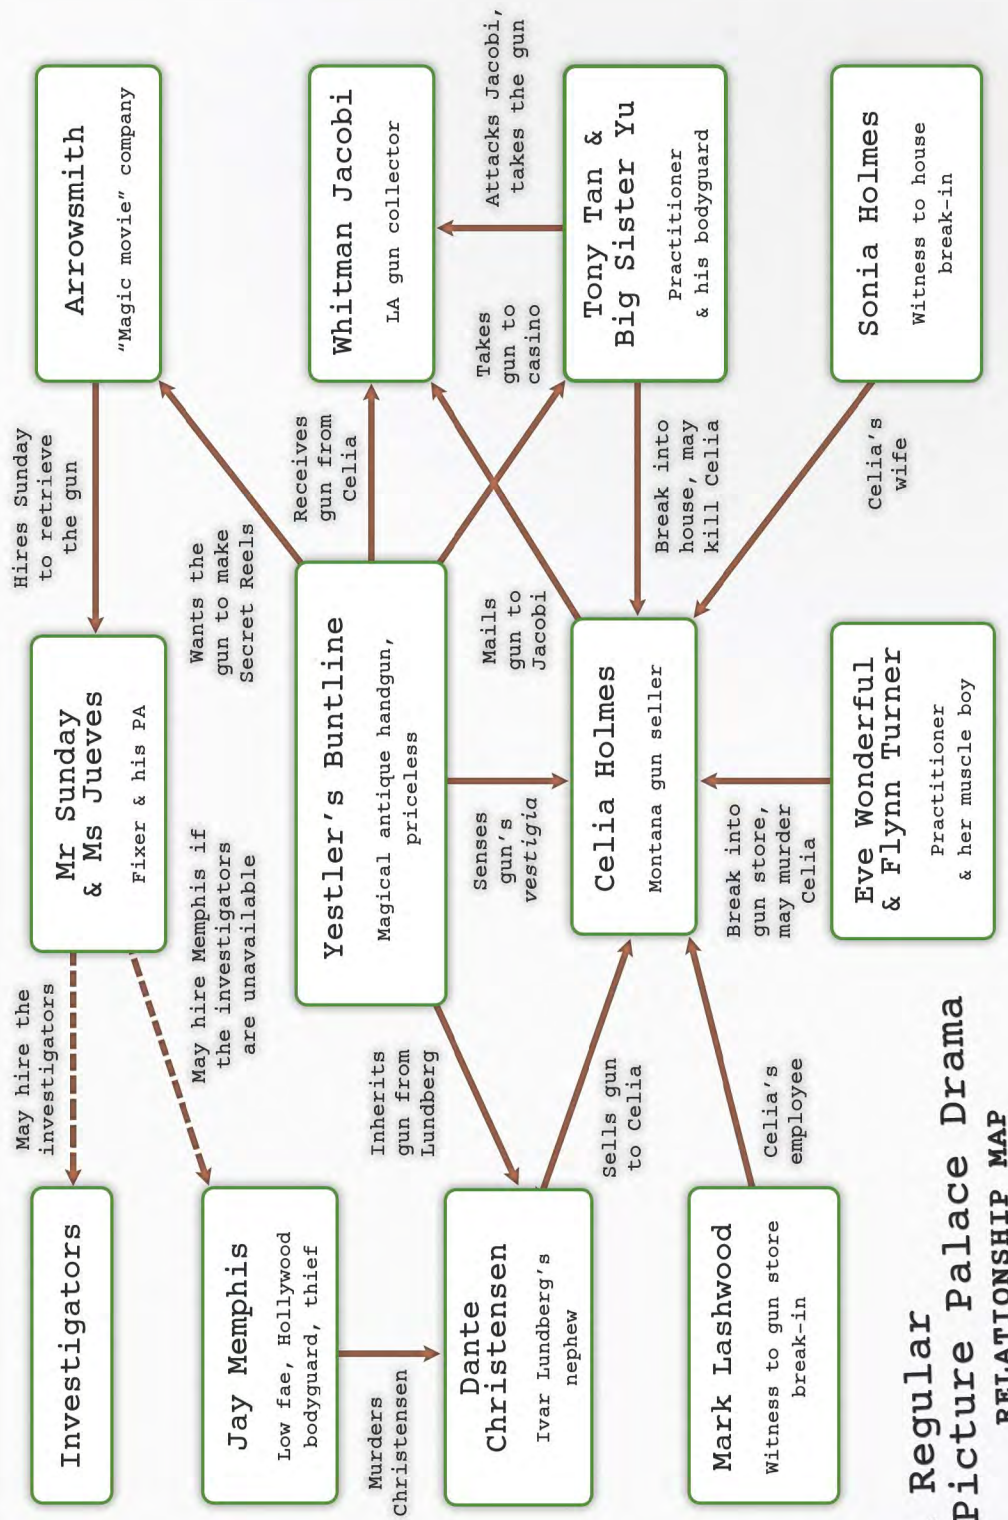 Investigators
May hire the
investigators
Mr Sunday
& Ms Jueves
Fixer & his PA
Hires Sunday
to retrieve
the gun
Arrowsmith
“Magic movie” company
Jay Memphis
Low fae, Hollywood
bodyguard, thief
May hire Memphis if
the investigators
are unavailable
Wants the
gun to make
Secret Reels
Murders
Christensen
Inherits
gun from
Lundberg
Yestler’s Buntline
Magical antique handgun,
priceless
Receives
gun from
Celia
Whitman Jacobi
LA gun collector
Dante
Christensen
Ivar Lundberg’s
nephew
Senses
gun’s
vestigia
Mails
gun to
Jacobi
Takes
gun to
casino
Attacks Jacobi,
takes the gun
Sells gun
to Celia
Celia Holmes
Montana gun seller
Break into
house, may
kill Celia
Tony Tan &
Big Sister Yu
Practitioner
& his bodyguard
Mark Lashwood
Witness to gun store
break-in
Celia’s
employee
Break into
gun store,
may murder
Celia
Eve Wonderful
& Flynn Turner
Practitioner
& her muscle boy
Celia’s
wife
Sonia Holmes
Witness to house
break-in
Regular
Picture Palace Drama
RELATIONSHIP MAP